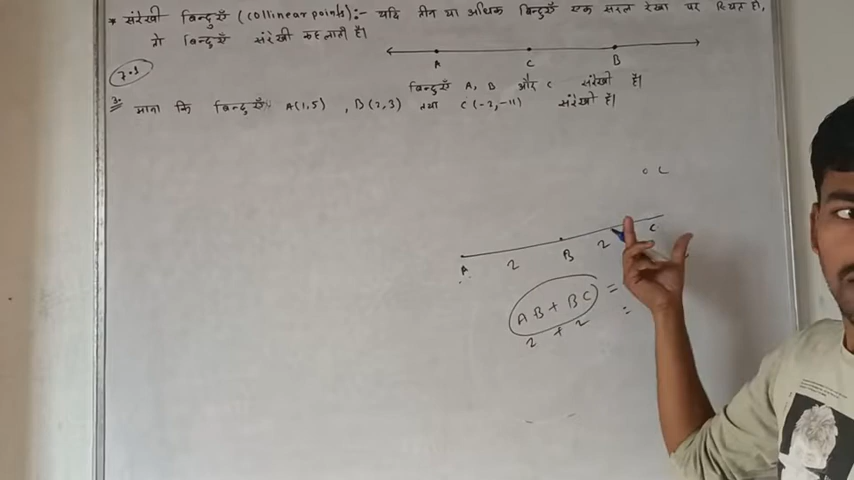 * संरेखी बिन्दुएँ (collinear points):- यदि तीन या अधिक बिन्दुएँ एक सरल रेखा पर स्थित हो,
तो बिन्दुएँ संरेखी कहलाती है।
A C B
7.1
बिन्दुएँ A, B और C संरेखी है।
3. माना कि बिन्दुएँ A(1,5), B(2,3) तथा C(-2,-11) संरेखी है।
C
A 2 B 2 C
AB + BC =
2 + 2 =